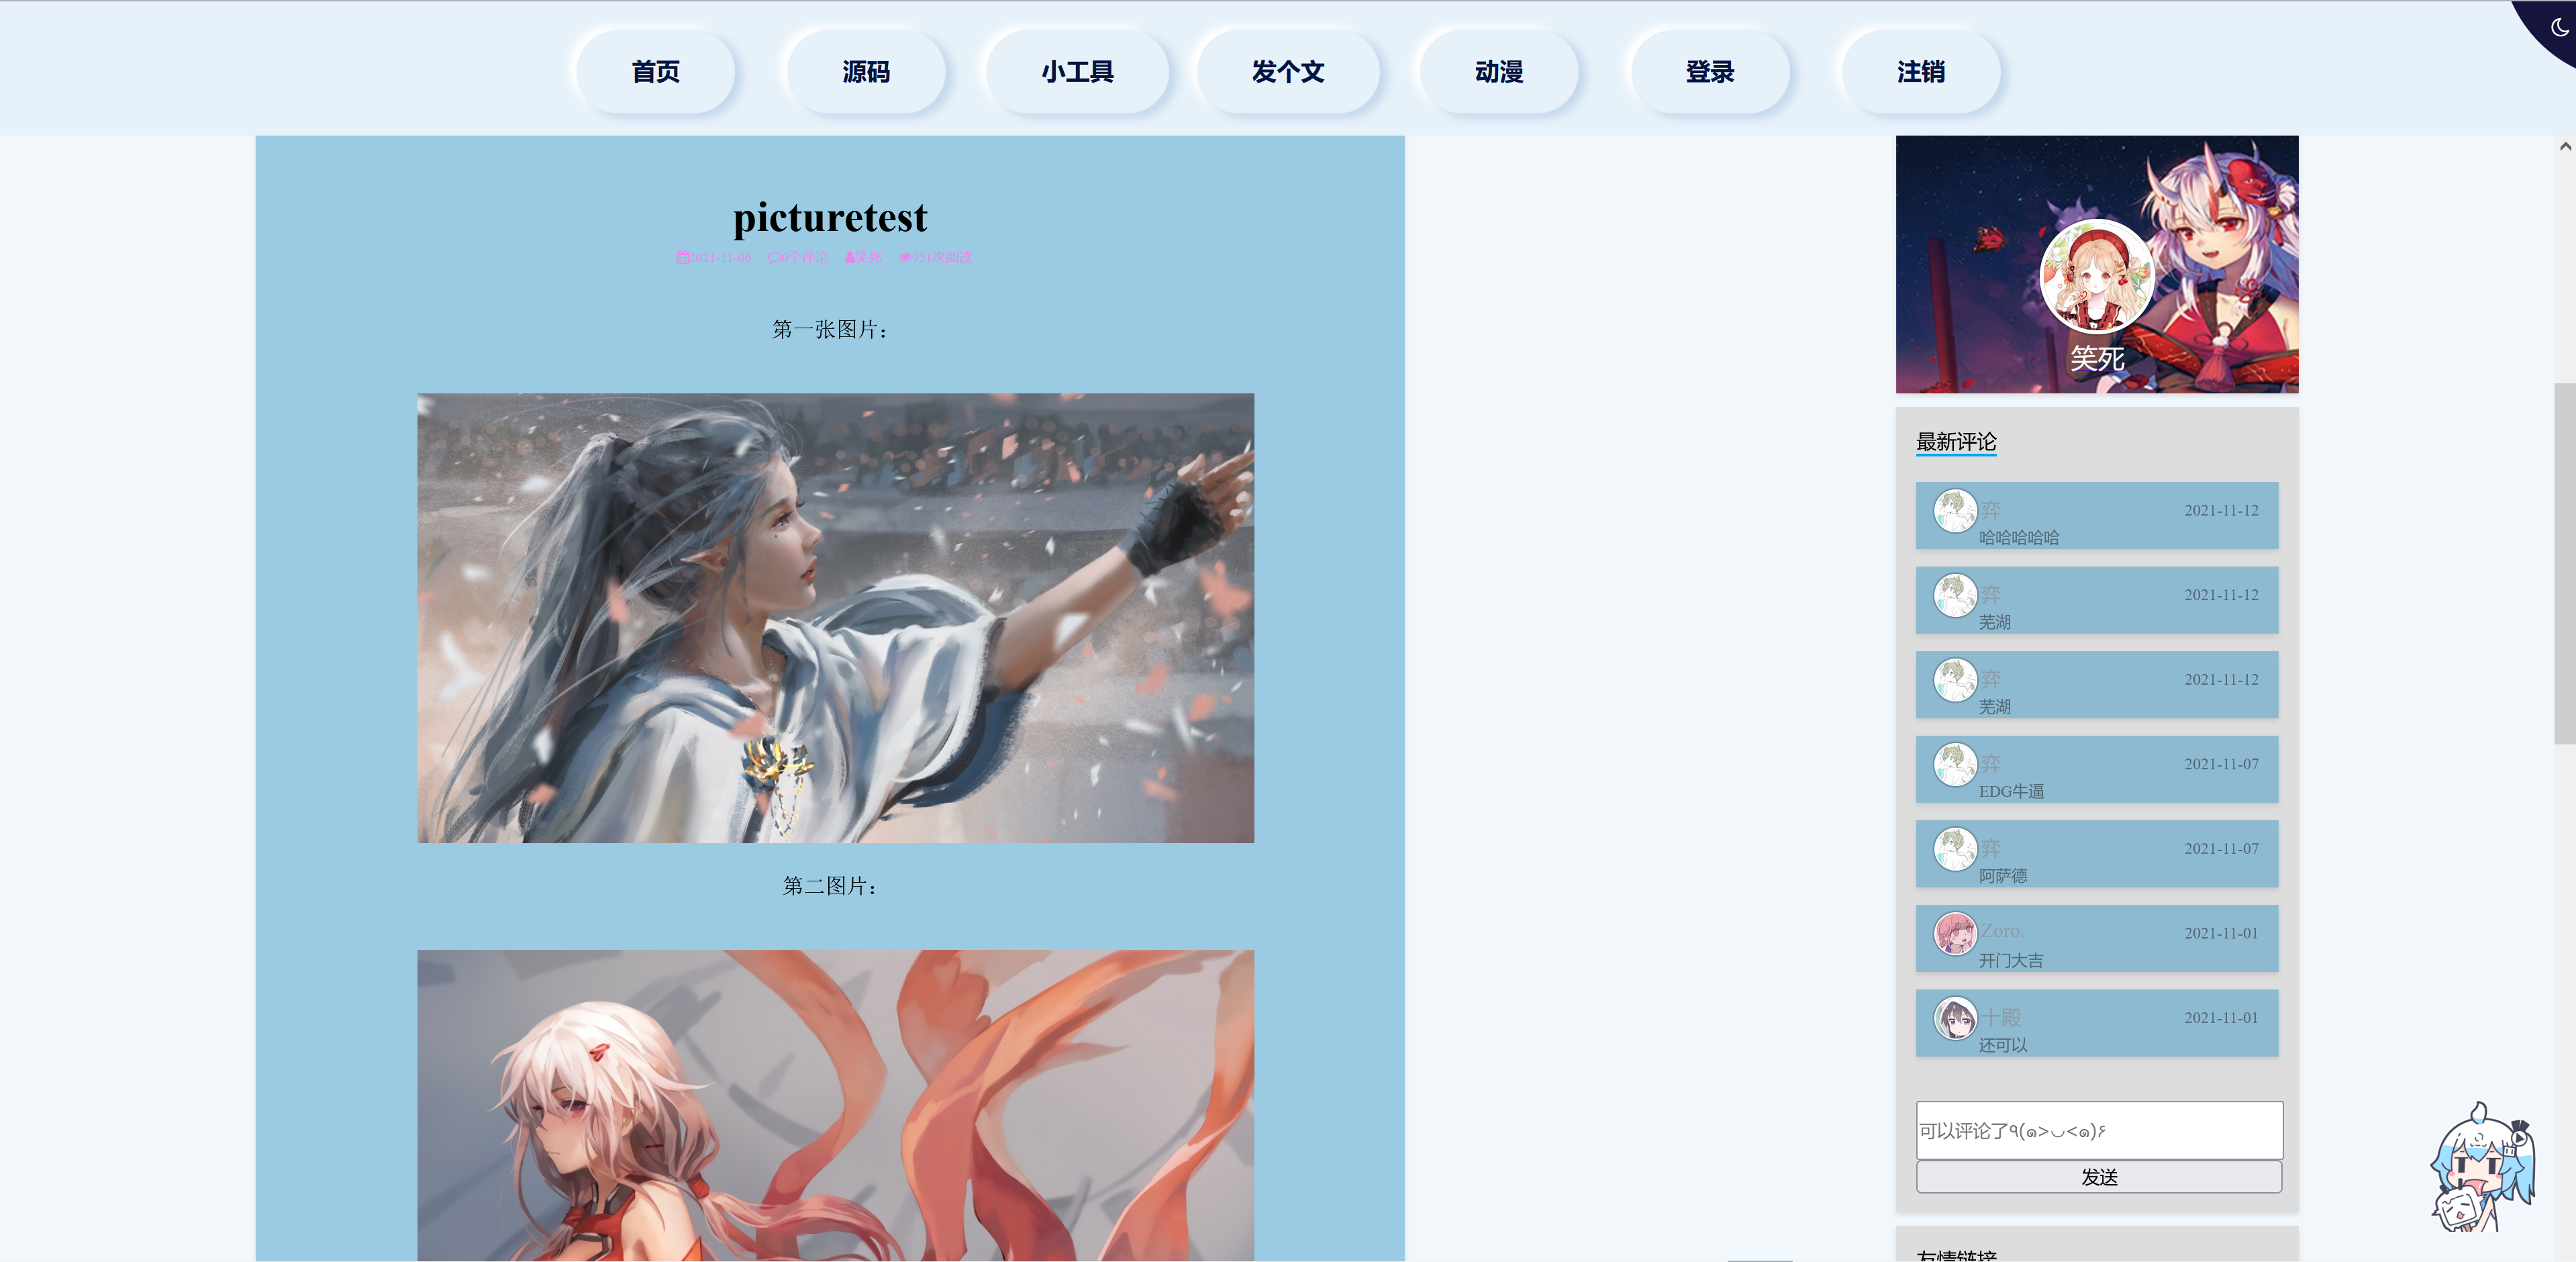 首页 源码 小工具 发个文 动漫 登录 注销
picturetest
2021-11-06 0个评论 笑死 951次阅读
第一张图片：
第二图片：
笑死
最新评论
弈 2021-11-12
哈哈哈哈哈
弈 2021-11-12
芜湖
弈 2021-11-12
芜湖
弈 2021-11-07
EDG牛逼
弈 2021-11-07
阿萨德
Zoro. 2021-11-01
开门大吉
十殿 2021-11-01
还可以
可以评论了٩(๑>◡<๑)۶
发送
友情链接